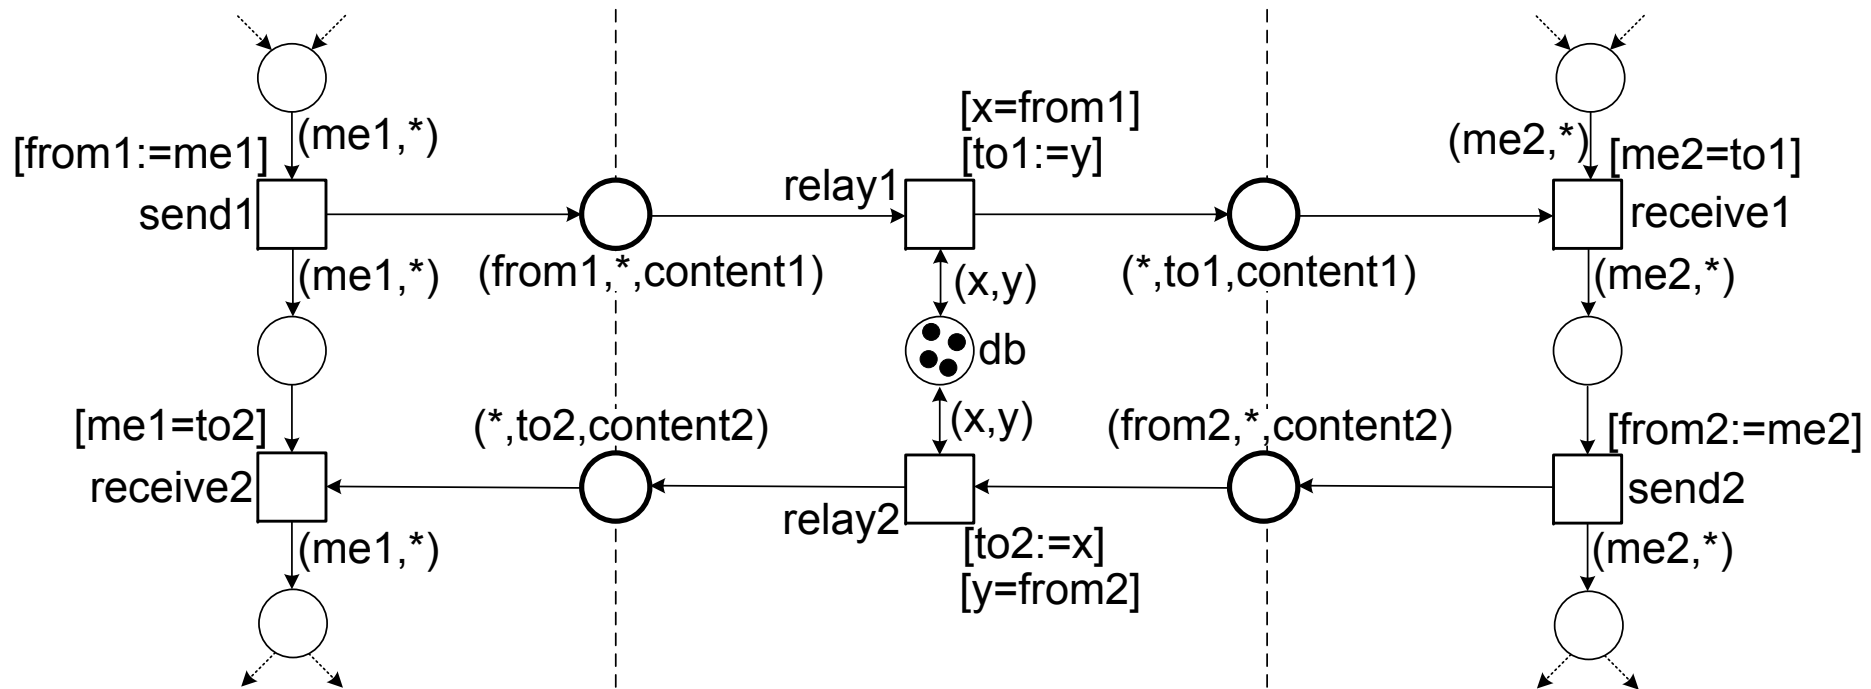 [x=from1]
(me1,*)
(me2,*)
[from1:=me1]
[to1:=y]
[me2=to1]
relay1
send1
receive1
(me1,*)
(from1,*,content1)
(x,y)
(*,to1,content1)
(me2,*)
db
[me1=to2]
(*,to2,content2)
(x,y)
(from2,*,content2)
[from2:=me2]
receive2
send2
relay2
(me1,*)
[to2:=x]
(me2,*)
[y=from2]